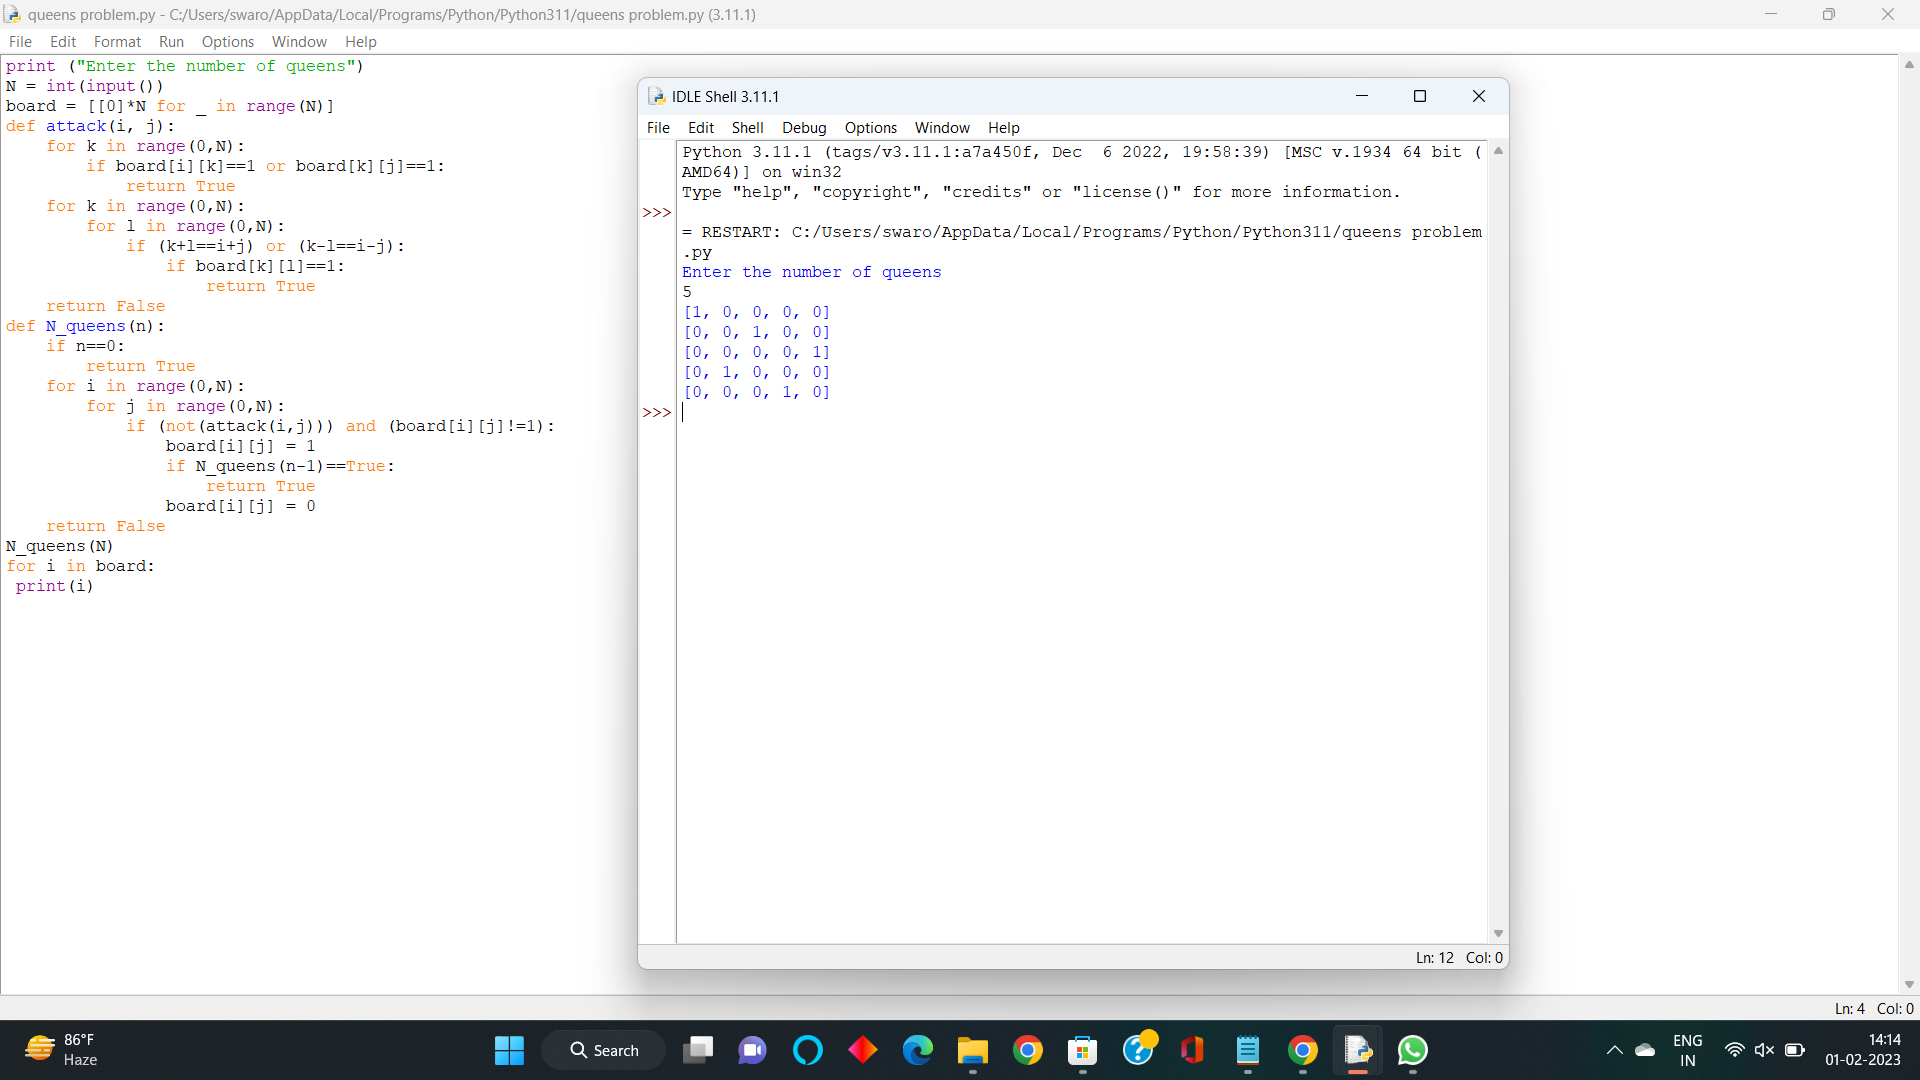 queens problem.py - C:/Users/swaro/AppData/Local/Programs/Python/Python311/queens problem.py (3.11.1)
File Edit Format Run Options Window Help
print ("Enter the number of queens")
N = int(input())
board = [[0]*N for _ in range(N)]
def attack(i, j):
    for k in range(0,N):
        if board[i][k]==1 or board[k][j]==1:
            return True
    for k in range(0,N):
        for l in range(0,N):
            if (k+l==i+j) or (k-l==i-j):
                if board[k][l]==1:
                    return True
    return False
def N_queens(n):
    if n==0:
        return True
    for i in range(0,N):
        for j in range(0,N):
            if (not(attack(i,j))) and (board[i][j]!=1):
                board[i][j] = 1
                if N_queens(n-1)==True:
                    return True
                board[i][j] = 0
    return False
N_queens(N)
for i in board:
 print(i)
IDLE Shell 3.11.1
File Edit Shell Debug Options Window Help
Python 3.11.1 (tags/v3.11.1:a7a450f, Dec  6 2022, 19:58:39) [MSC v.1934 64 bit (
AMD64)] on win32
Type "help", "copyright", "credits" or "license()" for more information.
>>>
= RESTART: C:/Users/swaro/AppData/Local/Programs/Python/Python311/queens problem
.py
Enter the number of queens
5
[1, 0, 0, 0, 0]
[0, 0, 1, 0, 0]
[0, 0, 0, 0, 1]
[0, 1, 0, 0, 0]
[0, 0, 0, 1, 0]
>>>
Ln: 12 Col: 0
Ln: 4 Col: 0
86°F
Haze
Search
ENG
IN
14:14
01-02-2023